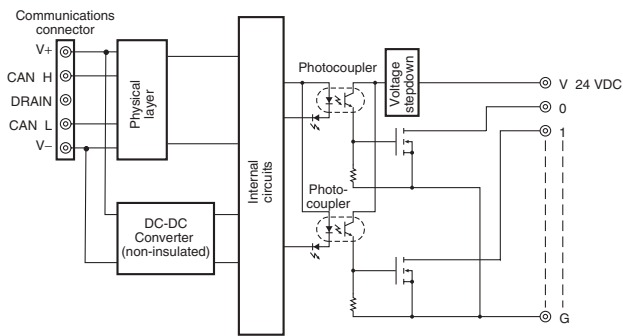 Communications
connector
V+
CAN H
DRAIN
CAN L
V−
Physical
layer
DC-DC
Converter
(non-insulated)
Internal
circuits
Photocoupler
Voltage
stepdown
Photo-
coupler
V 24 VDC
0
1
G